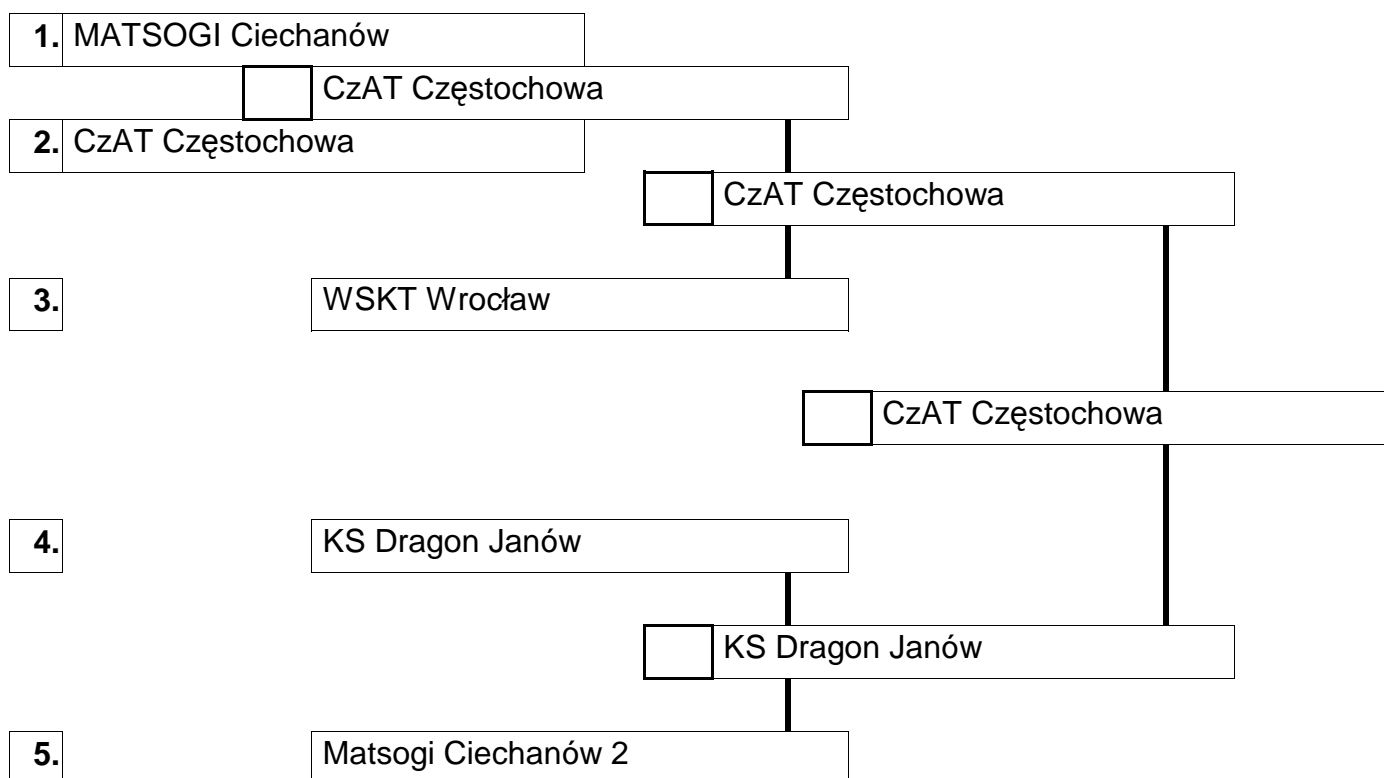 1. MATSOGI Ciechanów
CzAT Częstochowa
2. CzAT Częstochowa
CzAT Częstochowa
3. WSKT Wrocław
CzAT Częstochowa
4. KS Dragon Janów
KS Dragon Janów
5. Matsogi Ciechanów 2